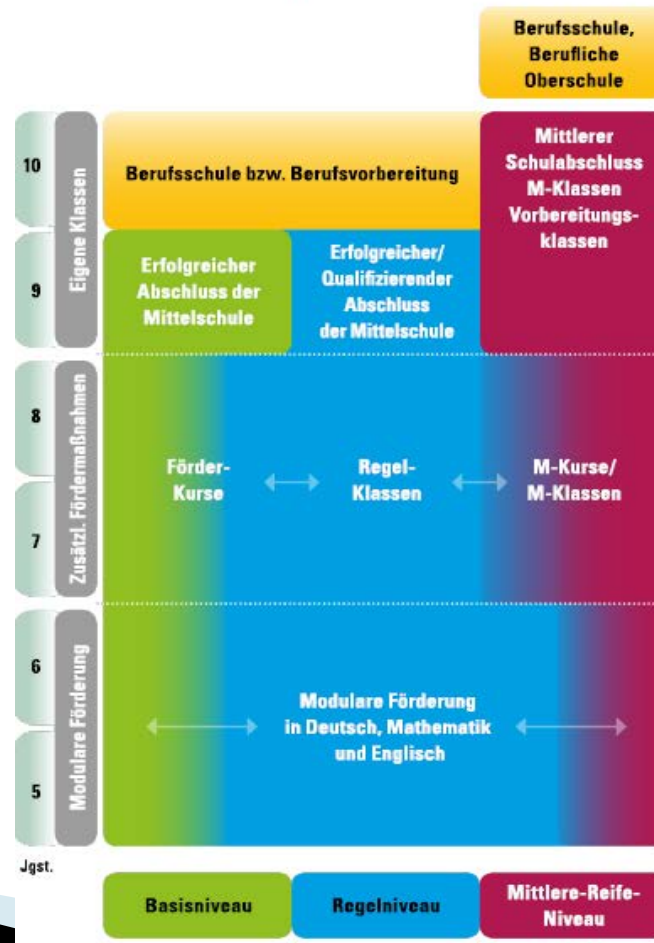 Berufsschule,
Berufliche
Oberschule
10
Eigene Klassen
Berufsschule bzw. Berufsvorbereitung
Mittlerer
Schulabschluss
M-Klassen
Vorbereitungs-
klassen
9
Erfolgreicher
Abschluss der
Mittelschule
Erfolgreicher/
Qualifizierender
Abschluss
der Mittelschule
8
Zusätzl. Fördermaßnahmen
Förder-
Kurse
Regel-
Klassen
M-Kurse/
M-Klassen
7
6
Modulare Förderung
Modulare Förderung
in Deutsch, Mathematik
und Englisch
5
Jgst.
Basisniveau
Regelniveau
Mittlere-Reife-
Niveau